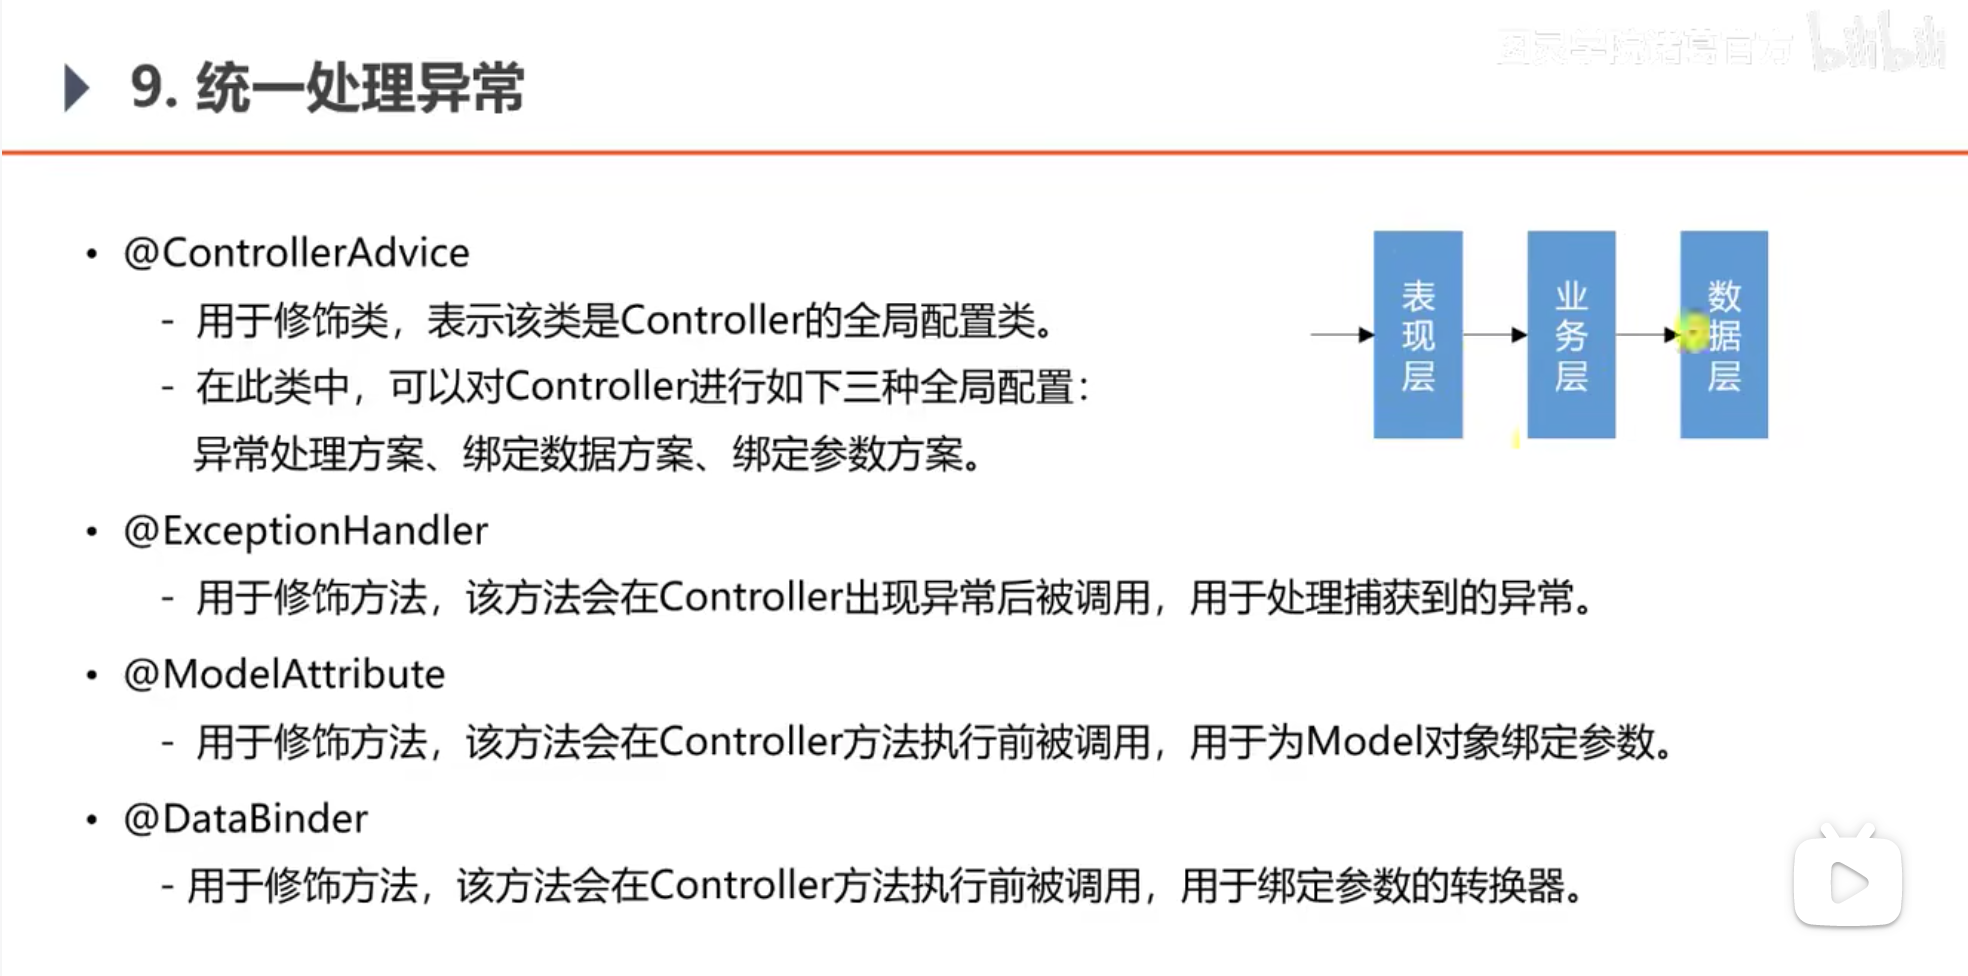 9. 统一处理异常
bilibili
• @ControllerAdvice
- 用于修饰类，表示该类是Controller的全局配置类。
- 在此类中，可以对Controller进行如下三种全局配置：
异常处理方案、绑定数据方案、绑定参数方案。
表现层
业务层
数据层
• @ExceptionHandler
- 用于修饰方法，该方法会在Controller出现异常后被调用，用于处理捕获到的异常。
• @ModelAttribute
- 用于修饰方法，该方法会在Controller方法执行前被调用，用于为Model对象绑定参数。
• @DataBinder
- 用于修饰方法，该方法会在Controller方法执行前被调用，用于绑定参数的转换器。